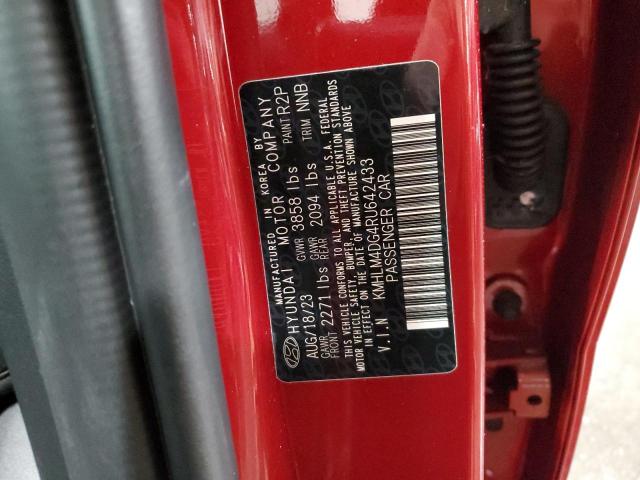 MANUFACTURED IN KOREA BY
HYUNDAI MOTOR COMPANY
AUG/18/23 GVWR 3858 lbs PAINT R2P
GAWR FRONT 2271 lbs GAWR REAR 2094 lbs TRIM NNB
THIS VEHICLE CONFORMS TO ALL APPLICABLE U.S.A. FEDERAL
MOTOR VEHICLE SAFETY, BUMPER, AND THEFT PREVENTION STANDARDS
IN EFFECT ON THE DATE OF MANUFACTURE SHOWN ABOVE
V.I.N KMHLM4DG4RU642433
PASSENGER CAR